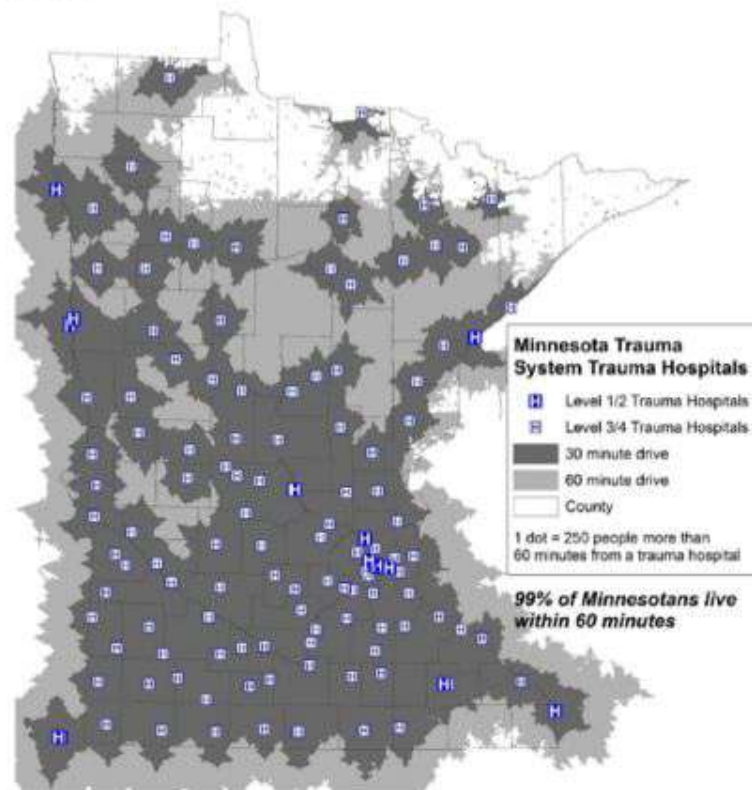 Minnesota Trauma
System Trauma Hospitals
H Level 1/2 Trauma Hospitals
H Level 3/4 Trauma Hospitals
30 minute drive
60 minute drive
County
1 dot = 250 people more than
60 minutes from a trauma hospital
99% of Minnesotans live
within 60 minutes